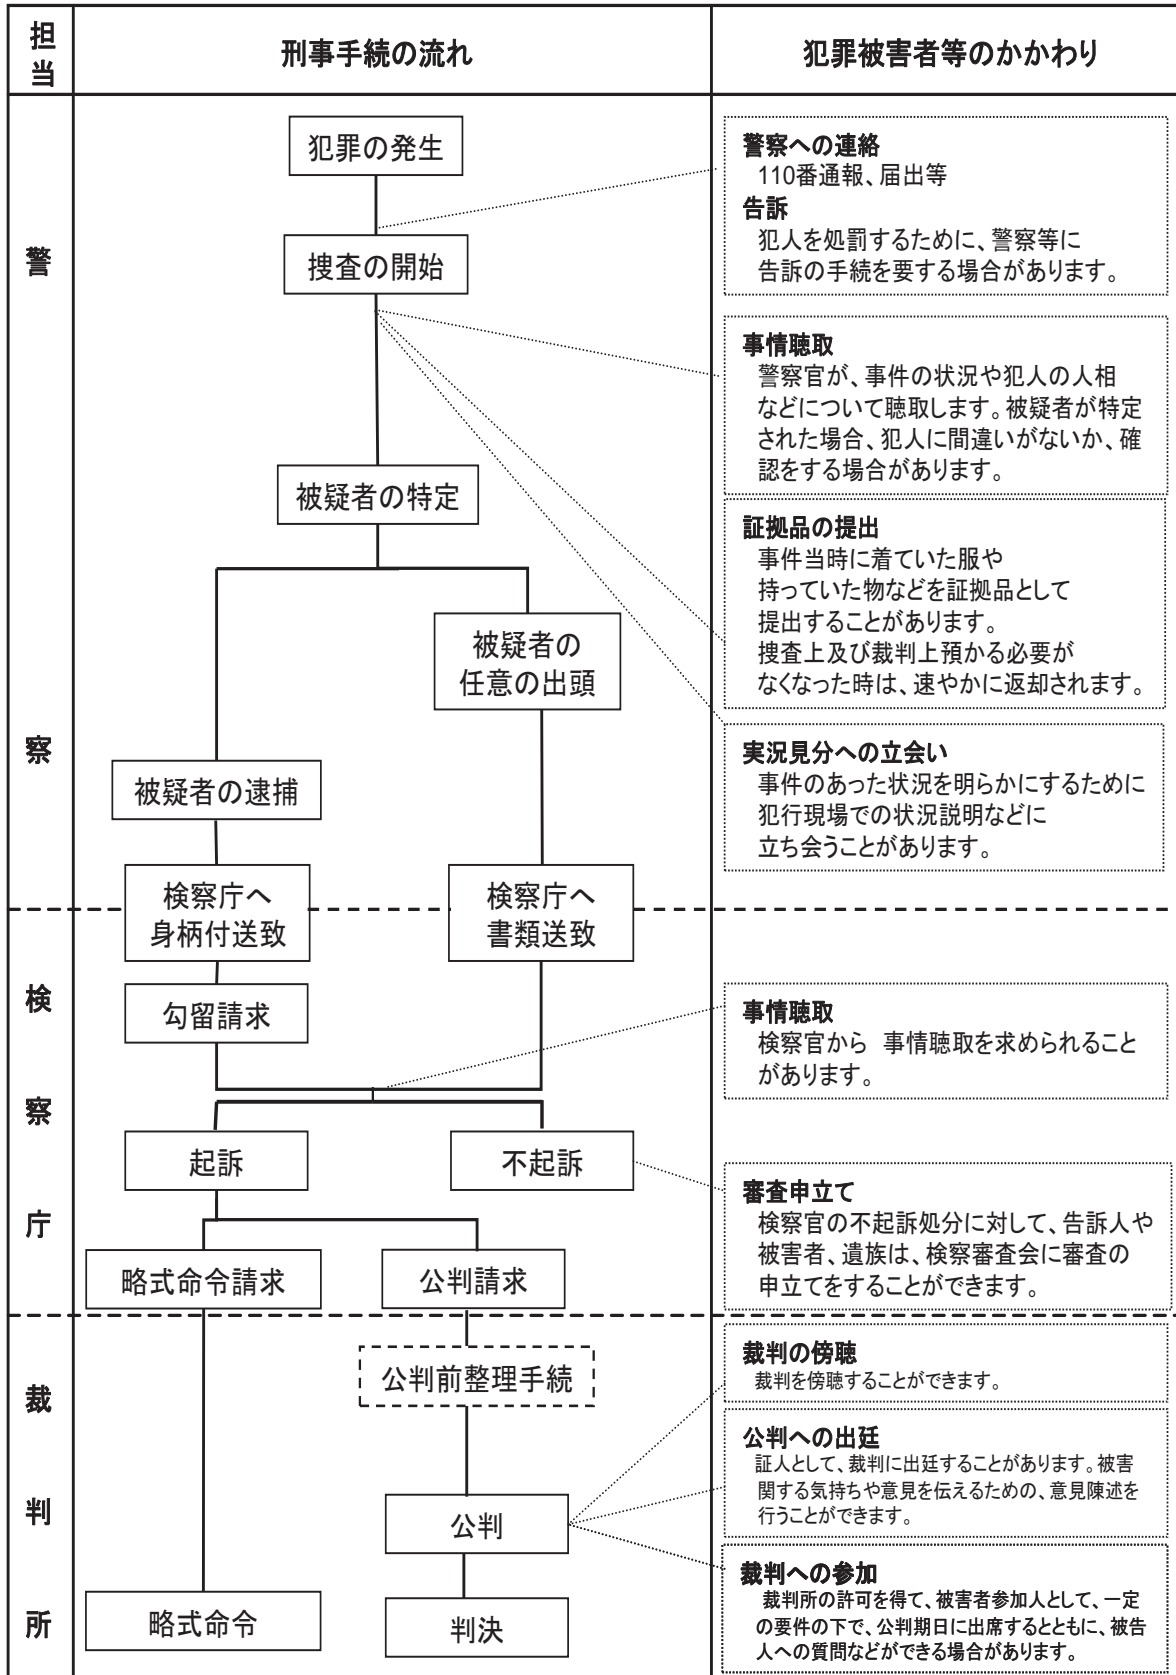 担当
刑事手続の流れ
犯罪被害者等のかかわり
警察
犯罪の発生
捜査の開始
被疑者の特定
被疑者の
任意の出頭
被疑者の逮捕
検察庁へ
身柄付送致
検察庁へ
書類送致
警察への連絡
110番通報、届出等
告訴
犯人を処罰するために、警察等に
告訴の手続を要する場合があります。
事情聴取
警察官が、事件の状況や犯人の人相
などについて聴取します。被疑者が特定
された場合、犯人に間違いがないか、確
認をする場合があります。
証拠品の提出
事件当時に着ていた服や
持っていた物などを証拠品として
提出することがあります。
捜査上及び裁判上預かる必要が
なくなった時は、速やかに返却されます。
実況見分への立会い
事件のあった状況を明らかにするために
犯行現場での状況説明などに
立ち会うことがあります。
検察庁
勾留請求
起訴
不起訴
略式命令請求
公判請求
事情聴取
検察官から 事情聴取を求められること
があります。
審査申立て
検察官の不起訴処分に対して、告訴人や
被害者、遺族は、検察審査会に審査の
申立てをすることができます。
裁判所
公判前整理手続
公判
略式命令
判決
裁判の傍聴
裁判を傍聴することができます。
公判への出廷
証人として、裁判に出廷することがあります。被害
関する気持ちや意見を伝えるための、意見陳述を
行うことができます。
裁判への参加
裁判所の許可を得て、被害者参加人として、一定
の要件の下で、公判期日に出席するとともに、被告
人への質問などができる場合があります。